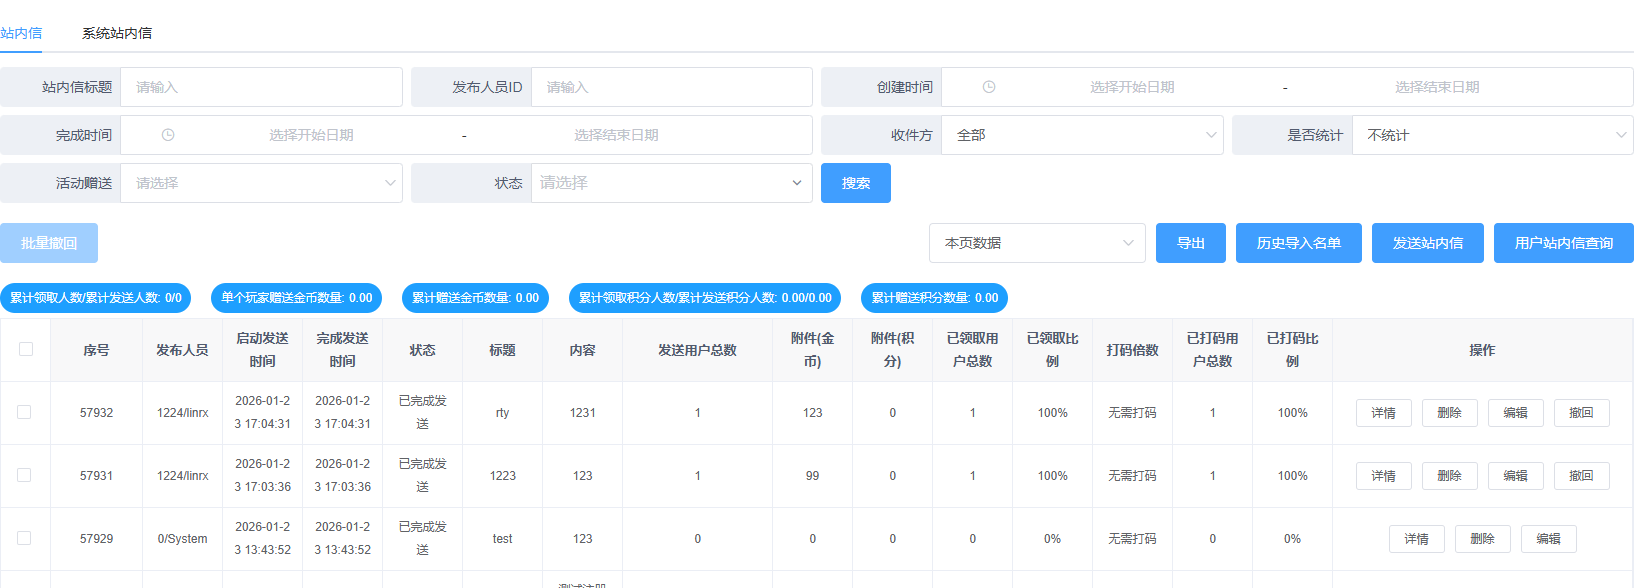 站内信 系统站内信
站内信标题 请输入 发布人员ID 请输入 创建时间 选择开始日期 - 选择结束日期
完成时间 选择开始日期 - 选择结束日期 收件方 全部 是否统计 不统计
活动赠送 请选择 状态 请选择 搜索
批量撤回 本页数据 导出 历史导入名单 发送站内信 用户站内信查询
累计领取人数/累计发送人数: 0/0 单个玩家赠送金币数量: 0.00 累计赠送金币数量: 0.00 累计领取积分人数/累计发送积分人数: 0.00/0.00 累计赠送积分数量: 0.00
序号 发布人员 启动发送时间 完成发送时间 状态 标题 内容 发送用户总数 附件(金币) 附件(积分) 已领取用户总数 已领取比例 打码倍数 已打码用户总数 已打码比例 操作
57932 1224/linrx 2026-01-23 17:04:31 2026-01-23 17:04:31 已完成发送 rty 1231 1 123 0 1 100% 无需打码 1 100% 详情 删除 编辑 撤回
57931 1224/linrx 2026-01-23 17:03:36 2026-01-23 17:03:36 已完成发送 1223 123 1 99 0 1 100% 无需打码 1 100% 详情 删除 编辑 撤回
57929 0/System 2026-01-23 13:43:52 2026-01-23 13:43:52 已完成发送 test 123 0 0 0 0 0% 无需打码 0 0% 详情 删除 编辑